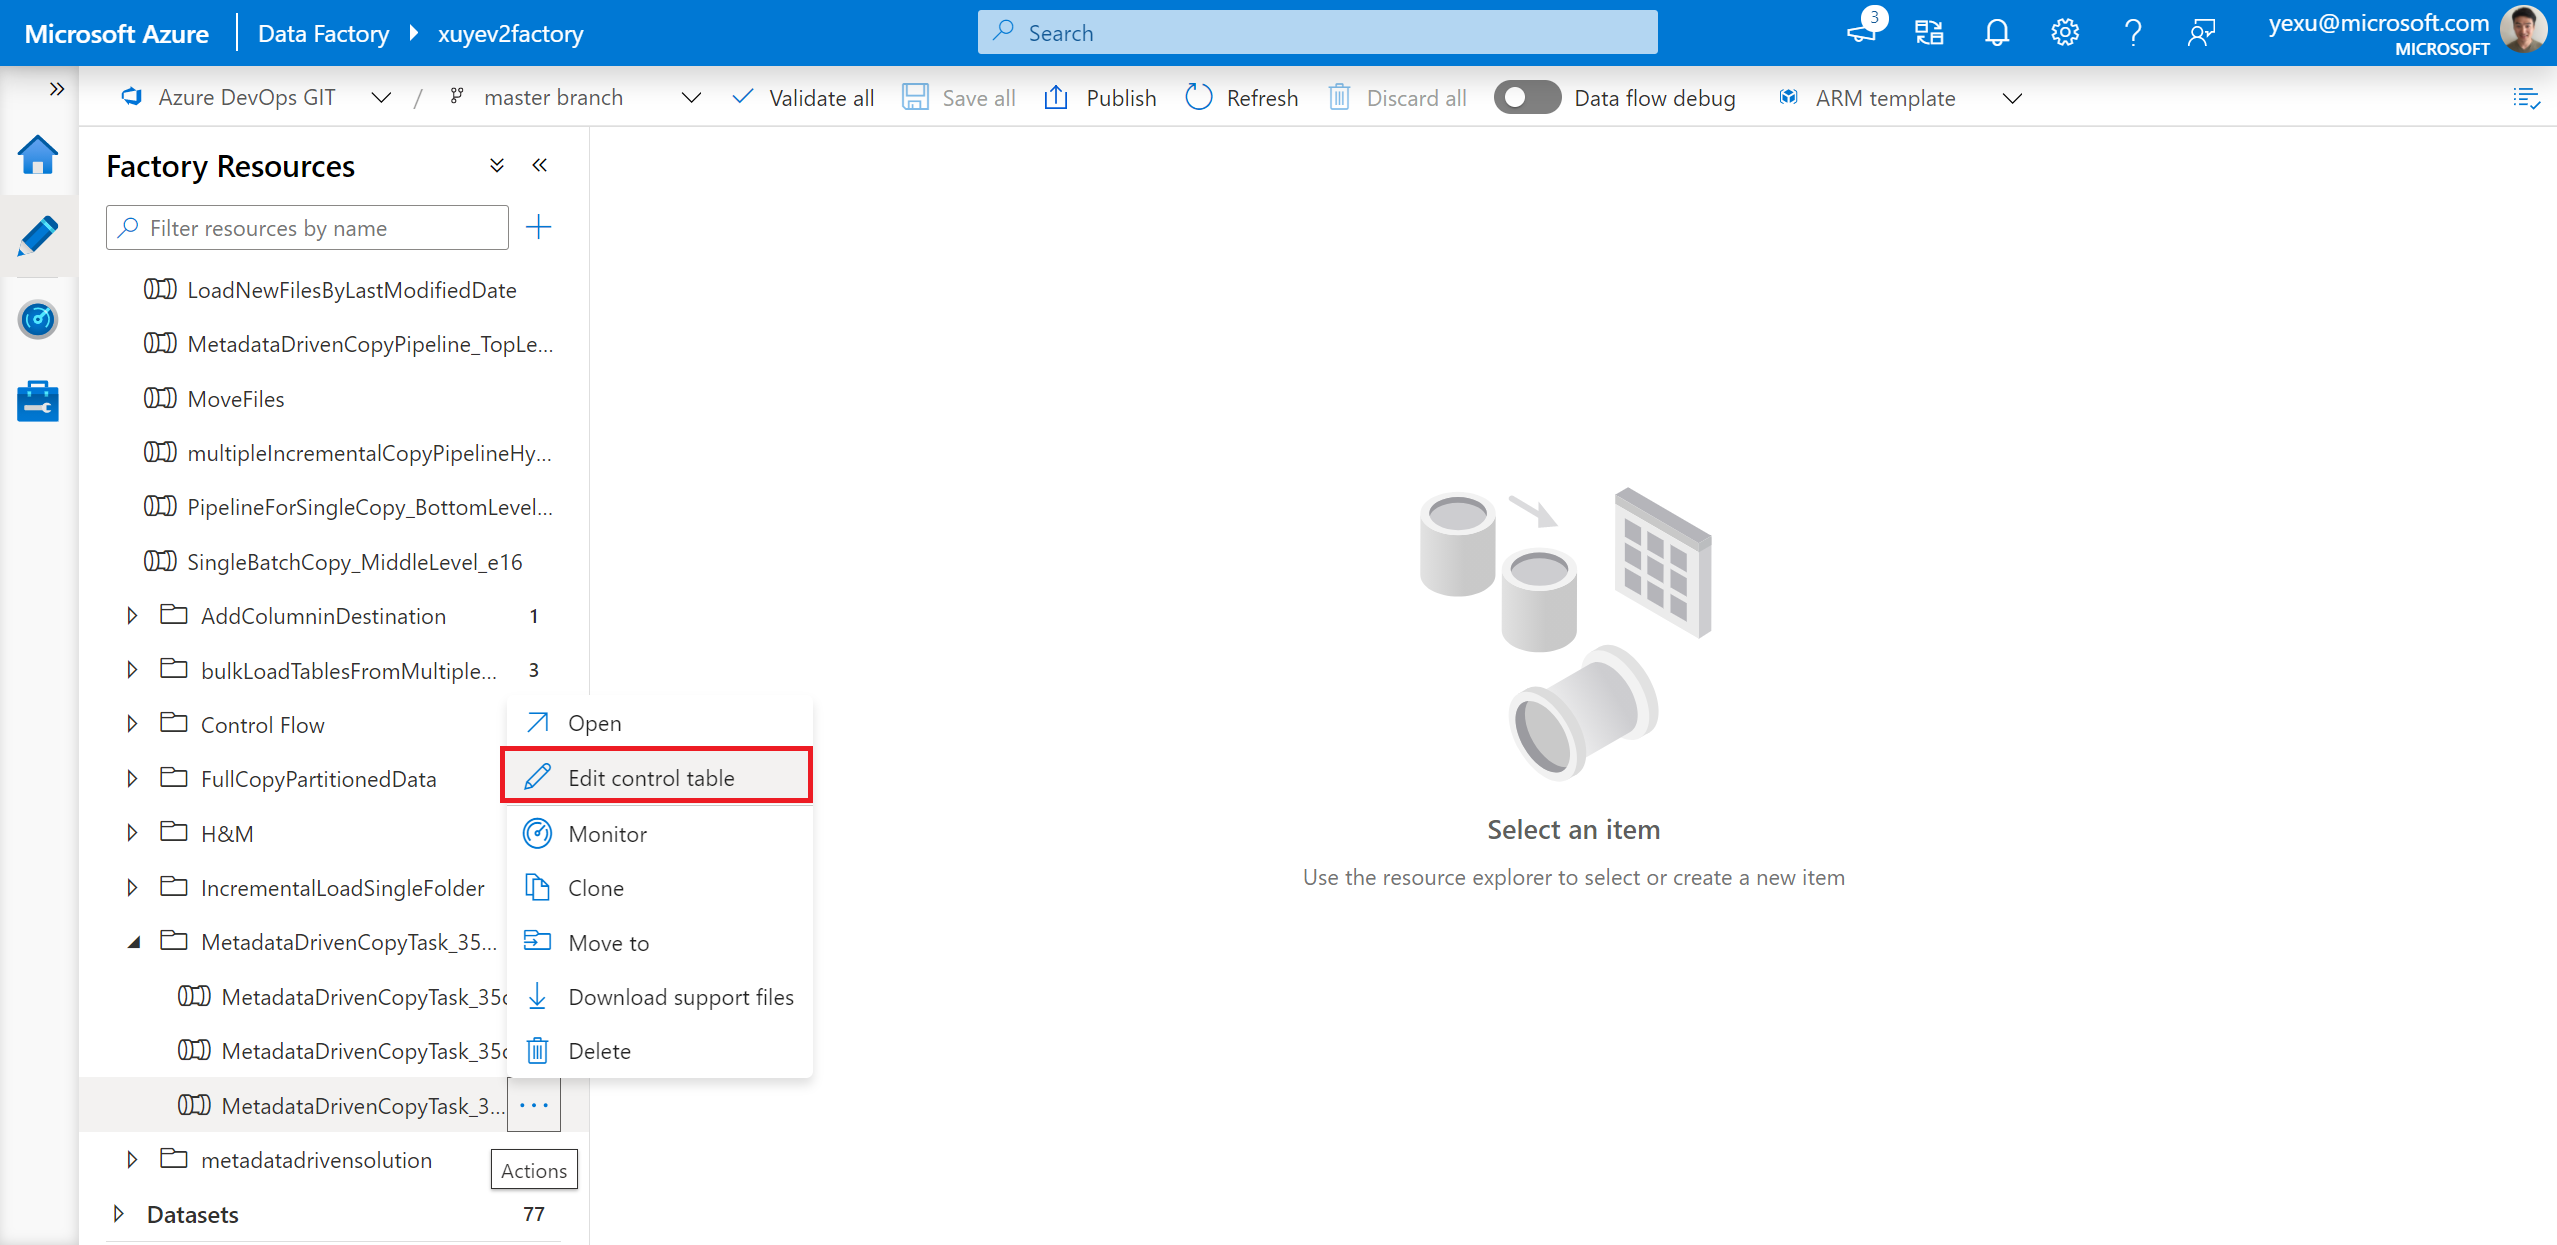 Microsoft Azure
Data Factory
xuyev2factory
Search
3
yexu@microsoft.com
MICROSOFT
Azure DevOps GIT
/
master branch
Validate all
Save all
Publish
Refresh
Discard all
Data flow debug
ARM template
Factory Resources
Filter resources by name
LoadNewFilesByLastModifiedDate
MetadataDrivenCopyPipeline_TopLe...
MoveFiles
multipleIncrementalCopyPipelineHy...
PipelineForSingleCopy_BottomLevel...
SingleBatchCopy_MiddleLevel_e16
AddColumninDestination 1
bulkLoadTablesFromMultiple... 3
Control Flow
FullCopyPartitionedData
H&M
IncrementalLoadSingleFolder
MetadataDrivenCopyTask_35...
MetadataDrivenCopyTask_35
MetadataDrivenCopyTask_35
MetadataDrivenCopyTask_3...
metadatadrivensolution
Datasets 77
Open
Edit control table
Monitor
Clone
Move to
Download support files
Delete
Actions
Select an item
Use the resource explorer to select or create a new item